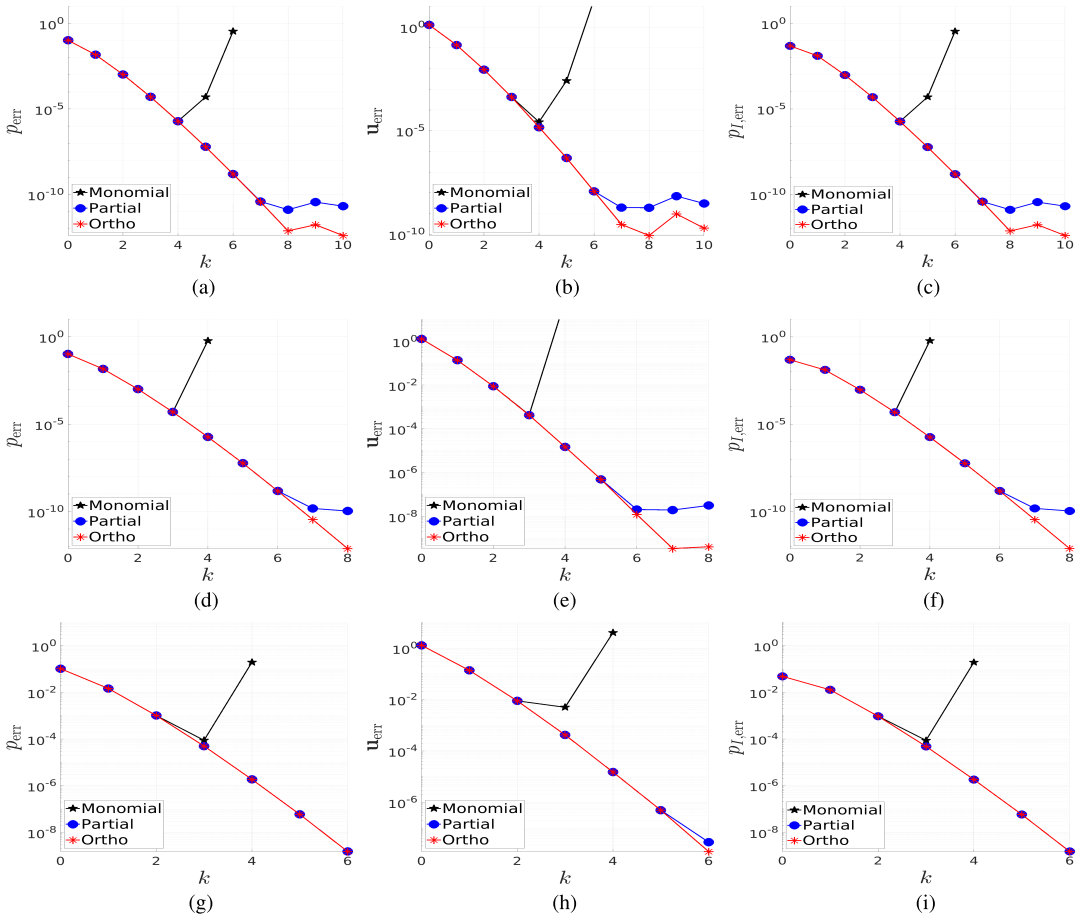 10^0
10^-5
10^-10
p_err
Monomial
Partial
Ortho
0 2 4 6 8 10
k
(a)
10^0
10^-5
10^-10
u_err
Monomial
Partial
Ortho
0 2 4 6 8 10
k
(b)
10^0
10^-5
10^-10
p_I,err
Monomial
Partial
Ortho
0 2 4 6 8 10
k
(c)
10^0
10^-5
10^-10
p_err
Monomial
Partial
Ortho
0 2 4 6 8
k
(d)
10^0
10^-2
10^-4
10^-6
10^-8
u_err
Monomial
Partial
Ortho
0 2 4 6 8
k
(e)
10^0
10^-5
10^-10
p_I,err
Monomial
Partial
Ortho
0 2 4 6 8
k
(f)
10^0
10^-2
10^-4
10^-6
10^-8
p_err
Monomial
Partial
Ortho
0 2 4 6
k
(g)
10^0
10^-2
10^-4
10^-6
u_err
Monomial
Partial
Ortho
0 2 4 6
k
(h)
10^0
10^-2
10^-4
10^-6
10^-8
p_I,err
Monomial
Partial
Ortho
0 2 4 6
k
(i)